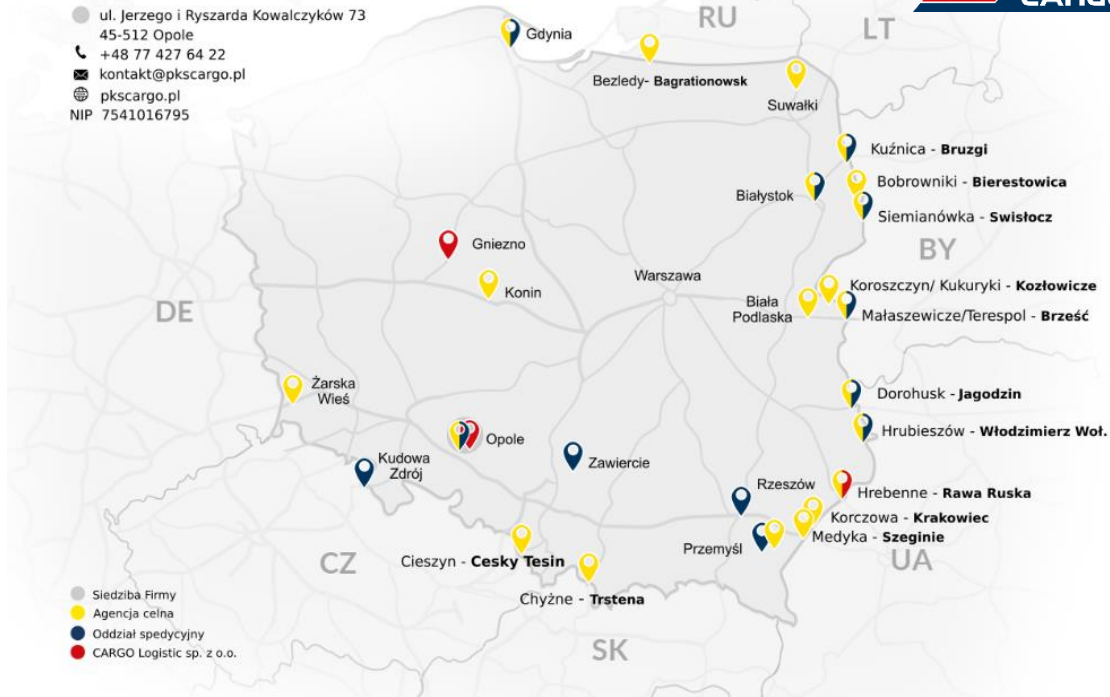 ul. Jerzego i Ryszarda Kowalczyków 73
45-512 Opole
+48 77 427 64 22
kontakt@pkscargo.pl
pkscargo.pl
NIP 7541016795
RU
LT
Gdynia
Bezledy- Bagrationowsk
Suwałki
Kuźnica - Bruzgi
Białystok
Bobrowniki - Bierestowica
Siemianówka - Swisłocz
BY
Gniezno
Konin
Warszawa
DE
Koroszczyn/ Kukuryki - Kozłowicze
Biała
Podlaska
Małaszewicze/Terespol - Brześć
Żarska
Wieś
Dorohusk - Jagodzin
Hrubieszów - Włodzimierz Woł.
Opole
Kudowa
Zdrój
Zawiercie
Rzeszów
Hrebenne - Rawa Ruska
Korczowa - Krakowiec
Medyka - Szeginie
Przemyśl
UA
CZ
Cieszyn - Cesky Tesin
Chyżne - Trstena
SK
Siedziba Firmy
Agencja celna
Oddział spedycyjny
CARGO Logistic sp. z o.o.